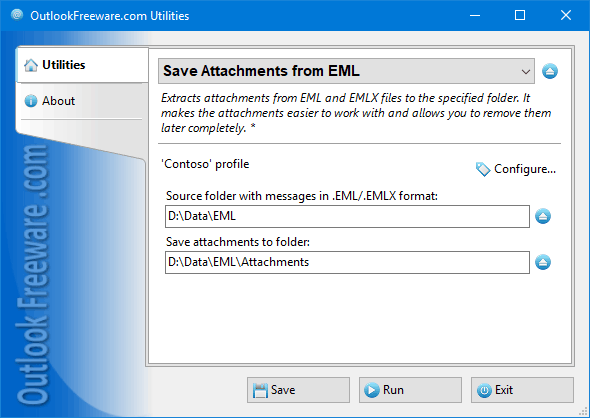 OutlookFreeware.com Utilities
Utilities
About
Outlook Freeware .com
Save Attachments from EML
Extracts attachments from EML and EMLX files to the specified folder. It
makes the attachments easier to work with and allows you to remove them
later completely. *
'Contoso' profile
Configure...
Source folder with messages in .EML/.EMLX format:
D:\Data\EML
Save attachments to folder:
D:\Data\EML\Attachments
Save
Run
Exit